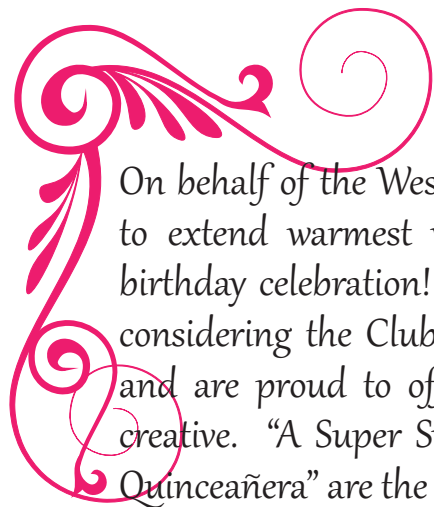 On behalf of the Wes
to extend warmest
birthday celebration!
considering the Club
and are proud to of
creative. “A Super S
Quinceañera” are the